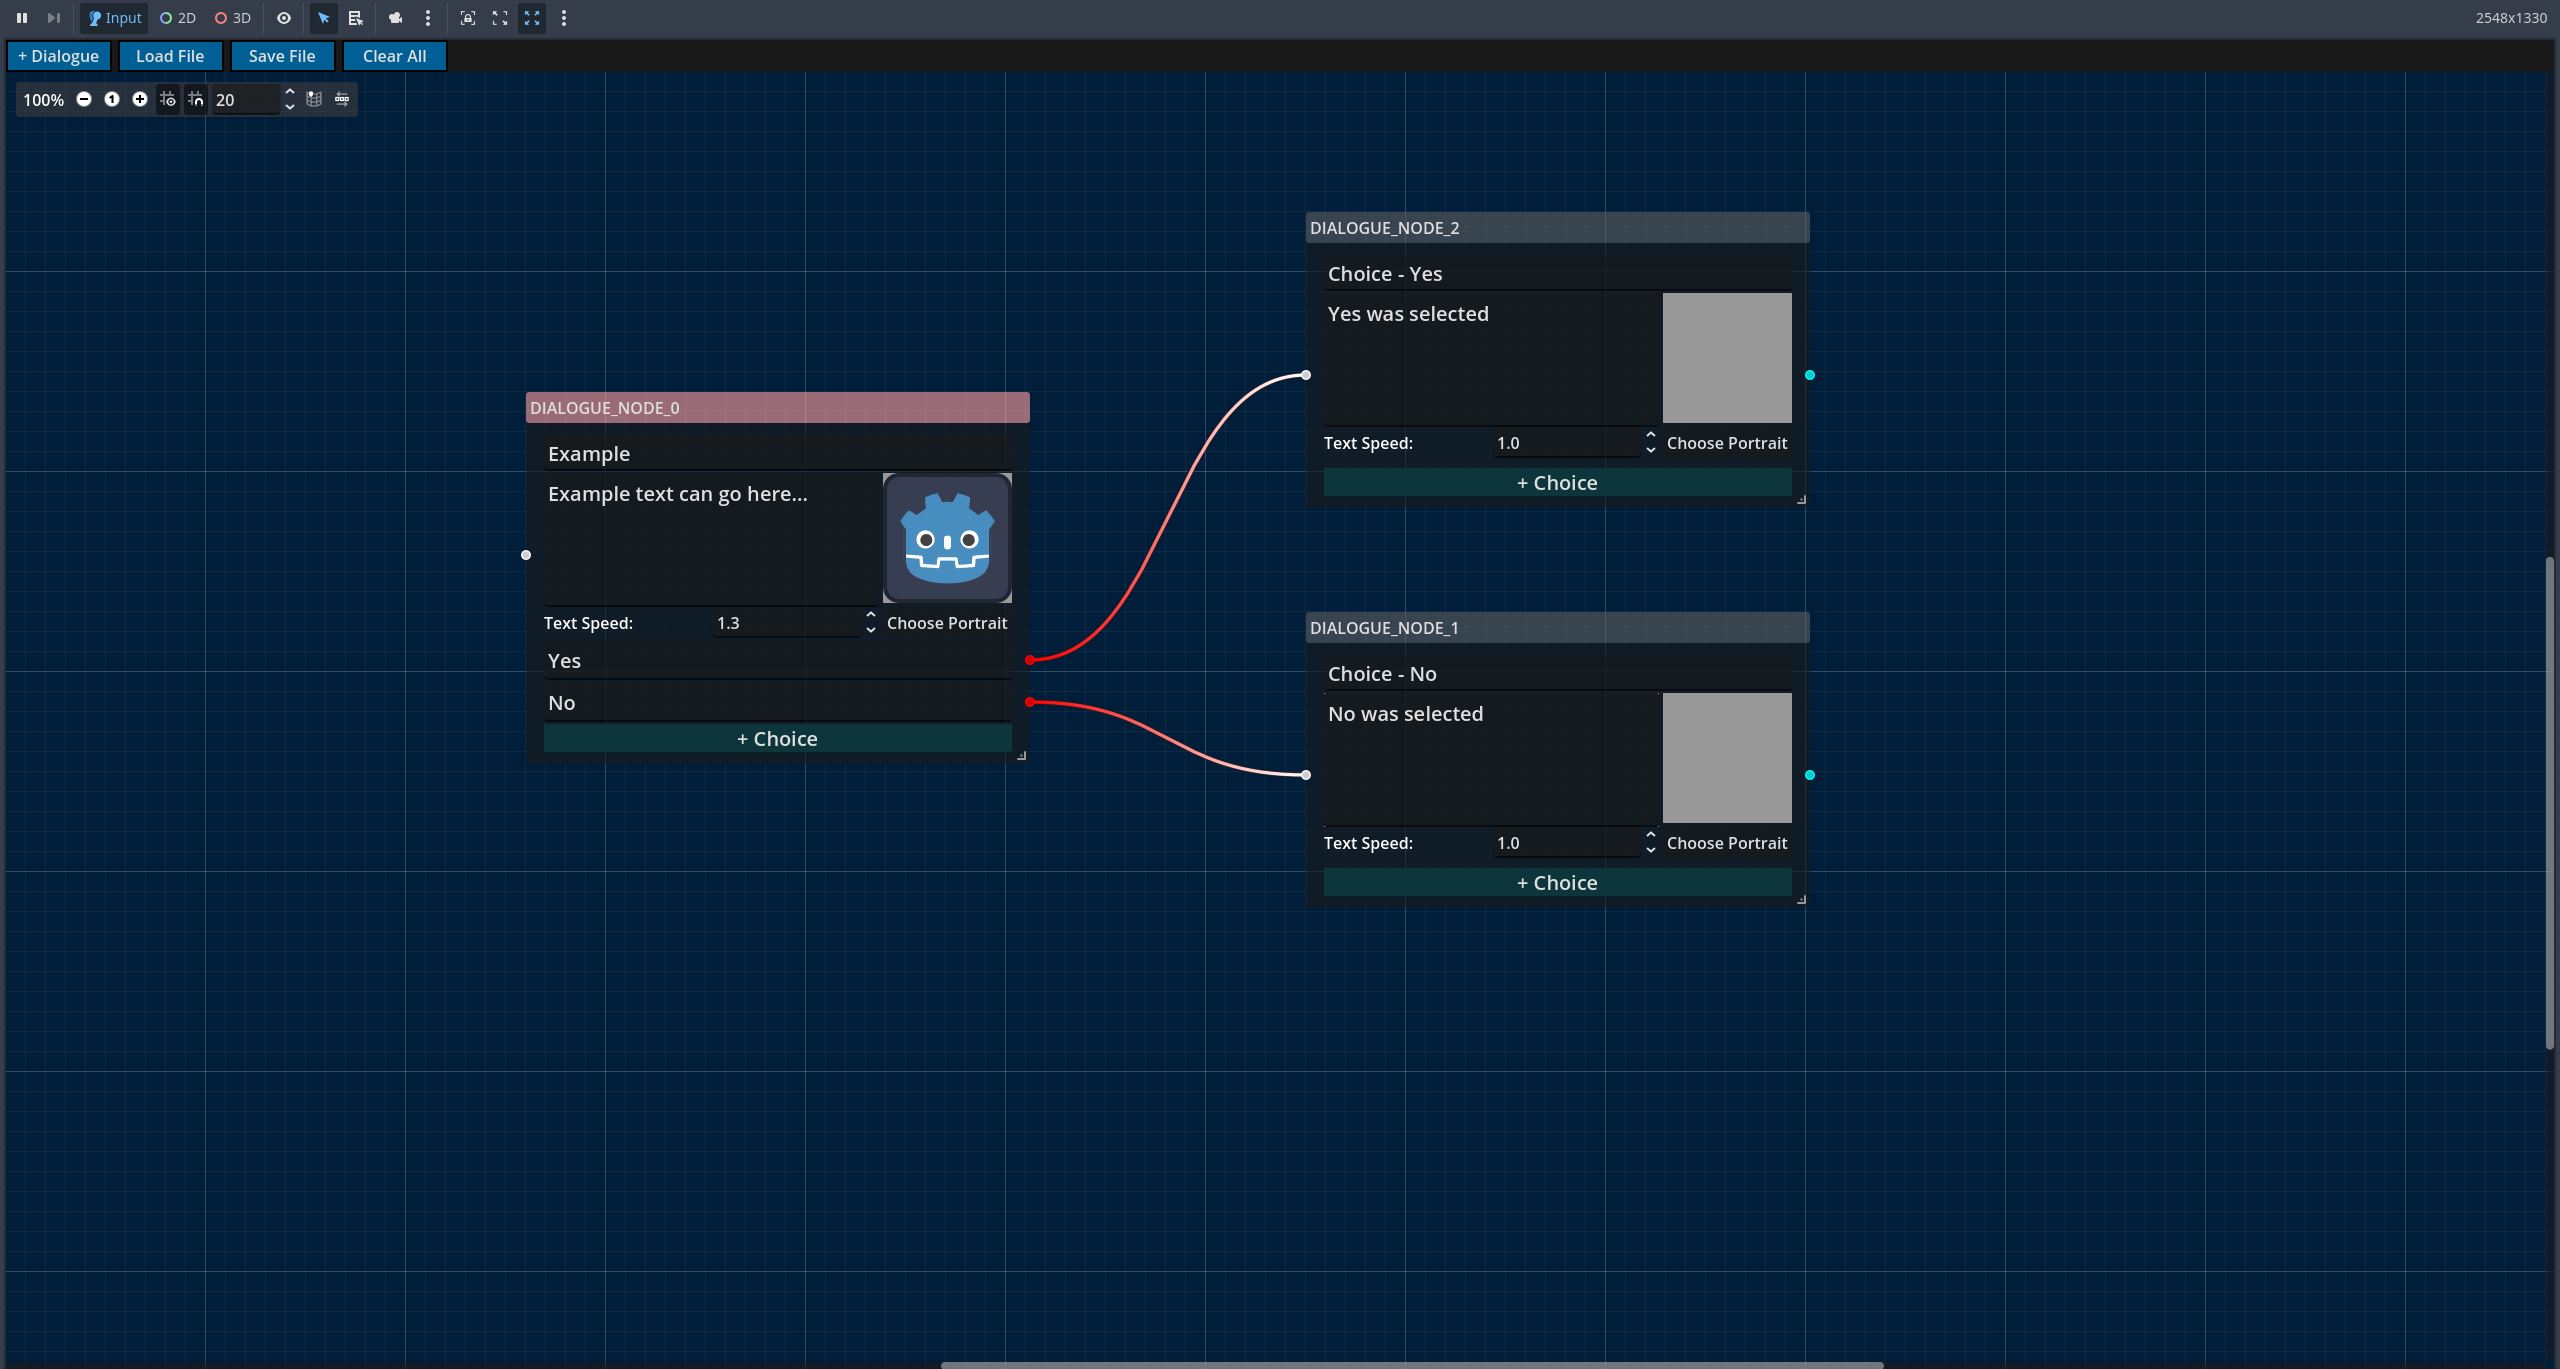 Input 2D 3D 2548x1330
+ Dialogue Load File Save File Clear All
100% 1 20
DIALOGUE_NODE_2
Choice - Yes
Yes was selected
Text Speed: 1.0 Choose Portrait
+ Choice
DIALOGUE_NODE_0
Example
Example text can go here...
Text Speed: 1.3 Choose Portrait
Yes
No
+ Choice
DIALOGUE_NODE_1
Choice - No
No was selected
Text Speed: 1.0 Choose Portrait
+ Choice